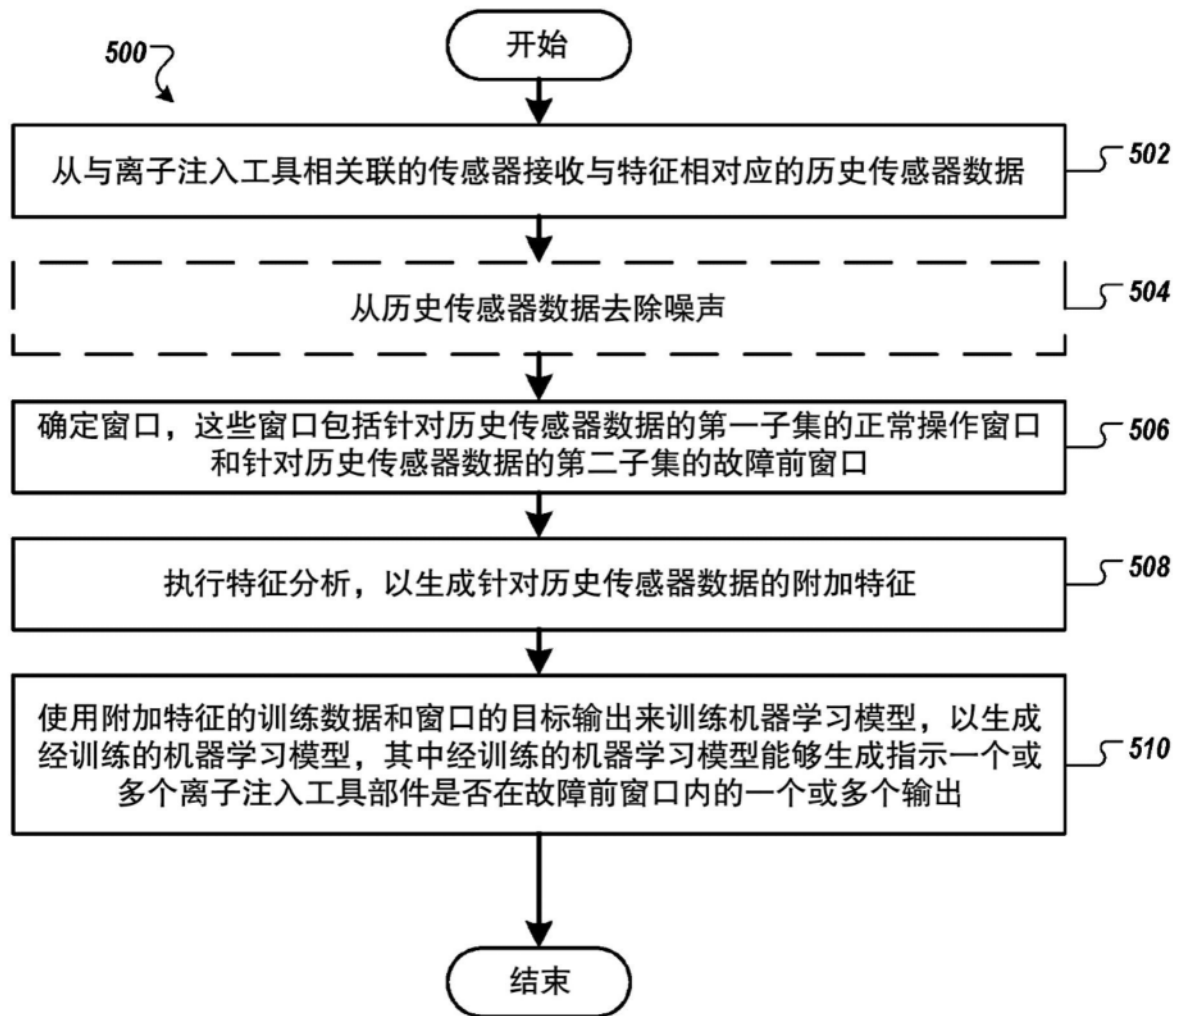 开始
500
从与离子注入工具相关联的传感器接收与特征相对应的历史传感器数据
502
从历史传感器数据去除噪声
504
确定窗口，这些窗口包括针对历史传感器数据的第一子集的正常操作窗口
和针对历史传感器数据的第二子集的故障前窗口
506
执行特征分析，以生成针对历史传感器数据的附加特征
508
使用附加特征的训练数据和窗口的目标输出来训练机器学习模型，以生成
经训练的机器学习模型，其中经训练的机器学习模型能够生成指示一个或
多个离子注入工具部件是否在故障前窗口内的一个或多个输出
510
结束